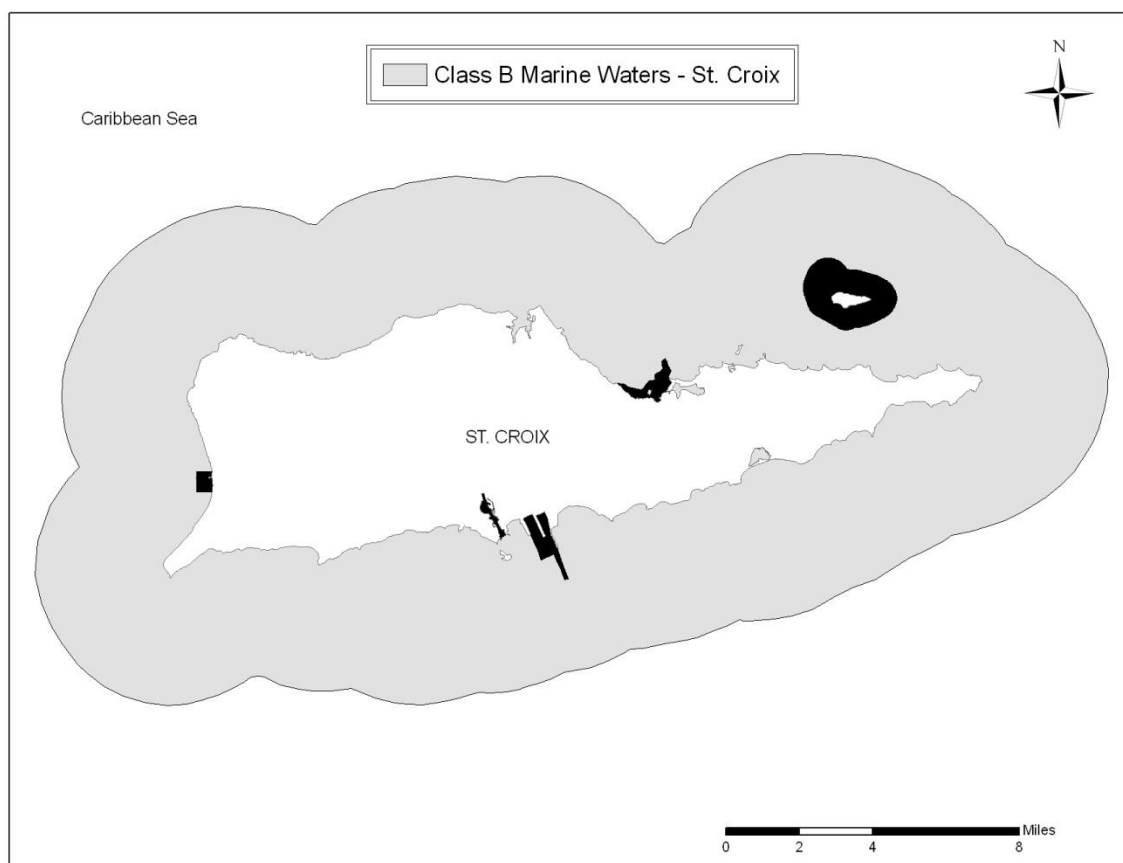 Class B Marine Waters - St. Croix
N
Caribbean Sea
ST. CROIX
Miles
0 2 4 8